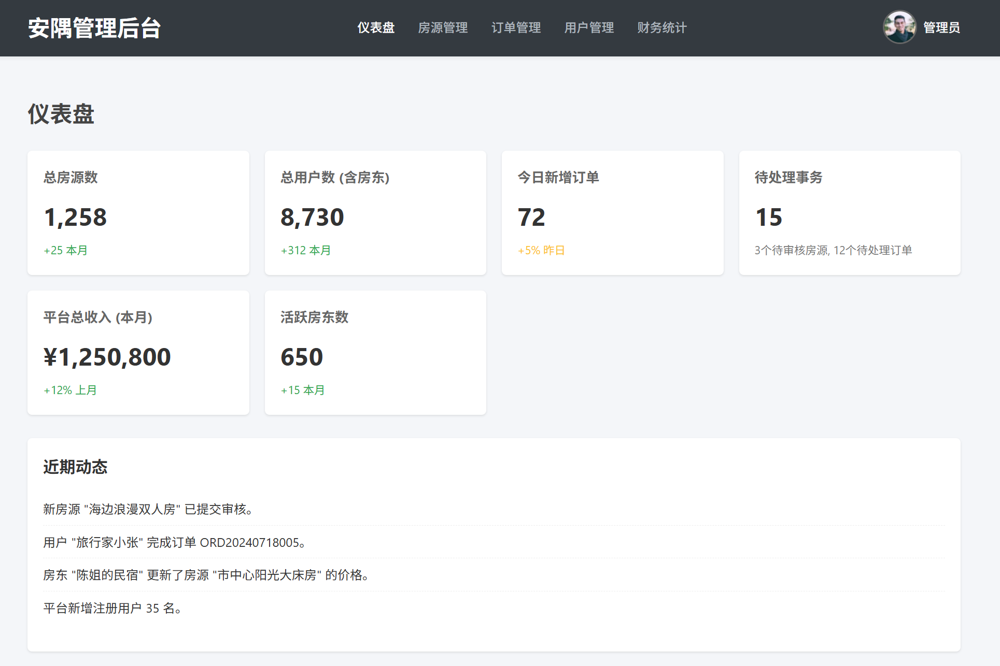 安隅管理后台
仪表盘 房源管理 订单管理 用户管理 财务统计
管理员
仪表盘
总房源数
1,258
+25 本月
总用户数 (含房东)
8,730
+312 本月
今日新增订单
72
+5% 昨日
待处理事务
15
3个待审核房源, 12个待处理订单
平台总收入 (本月)
¥1,250,800
+12% 上月
活跃房东数
650
+15 本月
近期动态
新房源 "海边浪漫双人房" 已提交审核。
用户 "旅行家小张" 完成订单 ORD20240718005。
房东 "陈姐的民宿" 更新了房源 "市中心阳光大床房" 的价格。
平台新增注册用户 35 名。